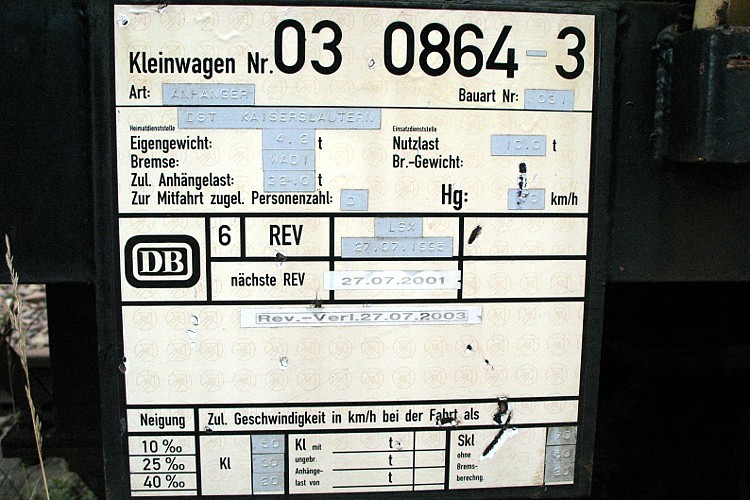 Kleinwagen Nr. 03 0864-3
Art: ANHÄNGER Bauart Nr:
DST KAISERSLAUTERN
Heimatdienststelle Einsatzdienststelle
Eigengewicht: 4.2 t Nutzlast 10.0 t
Bremse: Br.-Gewicht:
Zul. Anhängelast: 32.0 t
Zur Mitfahrt zugel. Personenzahl: 0 Hg: km/h
DB 6 REV LSX
27.07.1995
nächste REV 27.07.2001
Rev.-Verl.27.07.2003
Neigung Zul. Geschwindigkeit in km/h bei der Fahrt als
10 ‰ Kl mit t Skl
25 ‰ Kl ungebr. t ohne
Anhänge- Brems-
40 ‰ last von t berechng.